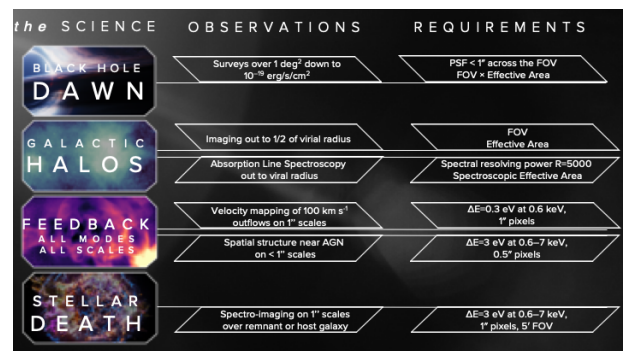 the SCIENCE OBSERVATIONS REQUIREMENTS
BLACK HOLE
DAWN
Surveys over 1 deg² down to
10⁻¹⁹ erg/s/cm²
PSF < 1″ across the FOV
FOV × Effective Area
GALACTIC
HALOS
Imaging out to 1/2 of virial radius
FOV
Effective Area
Absorption Line Spectroscopy
out to virial radius
Spectral resolving power R=5000
Spectroscopic Effective Area
FEEDBACK
ALL MODES
ALL SCALES
Velocity mapping of 100 km s⁻¹
outflows on 1″ scales
ΔE=0.3 eV at 0.6 keV,
1″ pixels
Spatial structure near AGN
on < 1″ scales
ΔE=3 eV at 0.6–7 keV,
0.5″ pixels
STELLAR
DEATH
Spectro-imaging on 1″ scales
over remnant or host galaxy
ΔE=3 eV at 0.6–7 keV,
1″ pixels, 5′ FOV